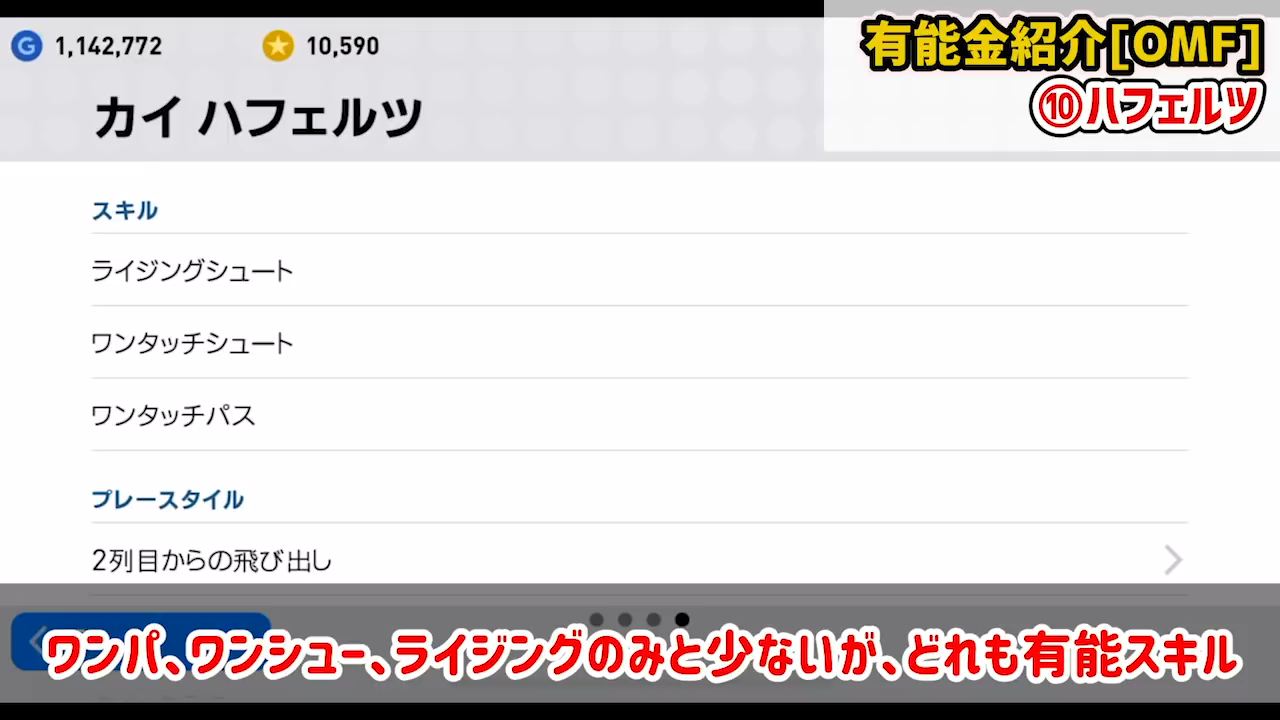 G 1,142,772 10,590
有能金紹介[OMF]
⑩ハフェルツ
カイ ハフェルツ
スキル
ライジングシュート
ワンタッチシュート
ワンタッチパス
プレースタイル
2列目からの飛び出し
ワンパ、ワンシュー、ライジングのみと少ないが、どれも有能スキル